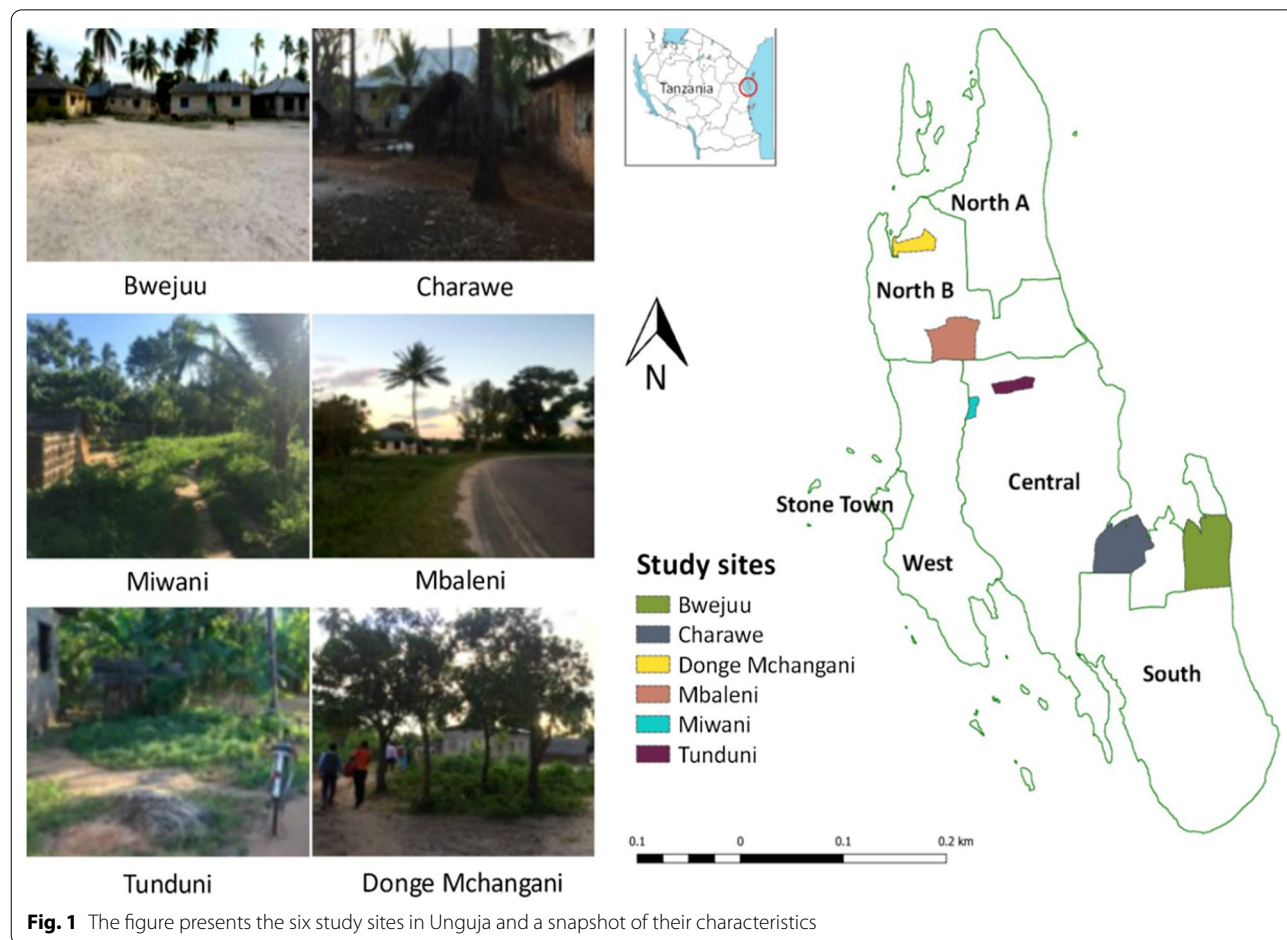 Bwejuu
Charawe
Miwani
Mbaleni
Tunduni
Donge Mchangani
Tanzania
N
North A
North B
Central
Stone Town
West
South
Study sites
Bwejuu
Charawe
Donge Mchangani
Mbaleni
Miwani
Tunduni
0.1 0 0.1 0.2 km
Fig. 1 The figure presents the six study sites in Unguja and a snapshot of their characteristics